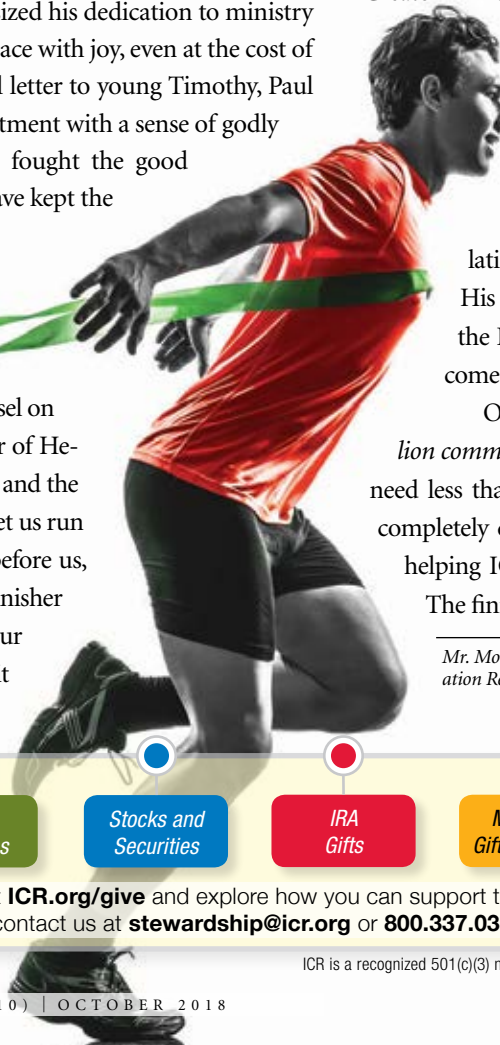 ized his dedication to ministry
ace with joy, even at the cost of
l letter to young Timothy, Paul
tment with a sense of godly
fought the good
ve kept the
sel on
r of He-
and the
et us run
efore us,
nisher
ur
t
lati
His
the
come
O
lion comm
need less tha
completely
helping I
The fin
Mr. Mo
ation Re
s
Stocks and
Securities
IRA
Gifts
M
Gift
ICR.org/give and explore how you can support t
contact us at stewardship@icr.org or 800.337.03
ICR is a recognized 501(c)(3) n
10) | OCTOBER 2018